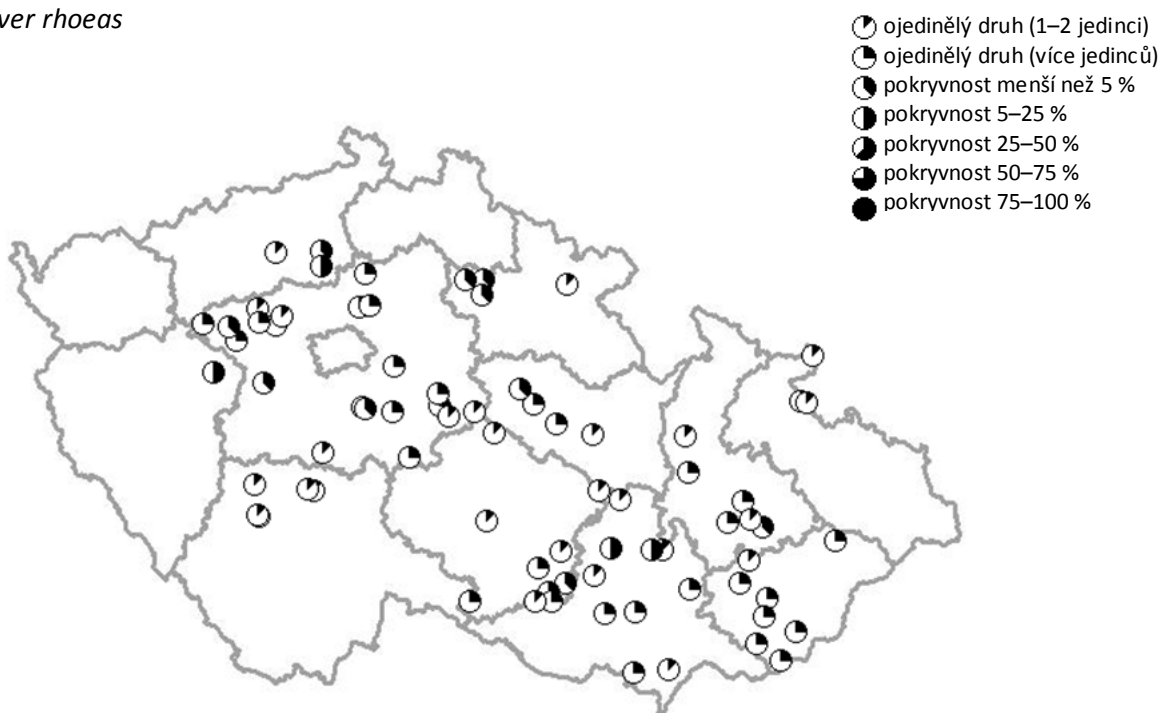 ver rhoeas
ojedinělý druh (1–2 jedinci)
ojedinělý druh (více jedinců)
pokryvnost menší než 5 %
pokryvnost 5–25 %
pokryvnost 25–50 %
pokryvnost 50–75 %
pokryvnost 75–100 %